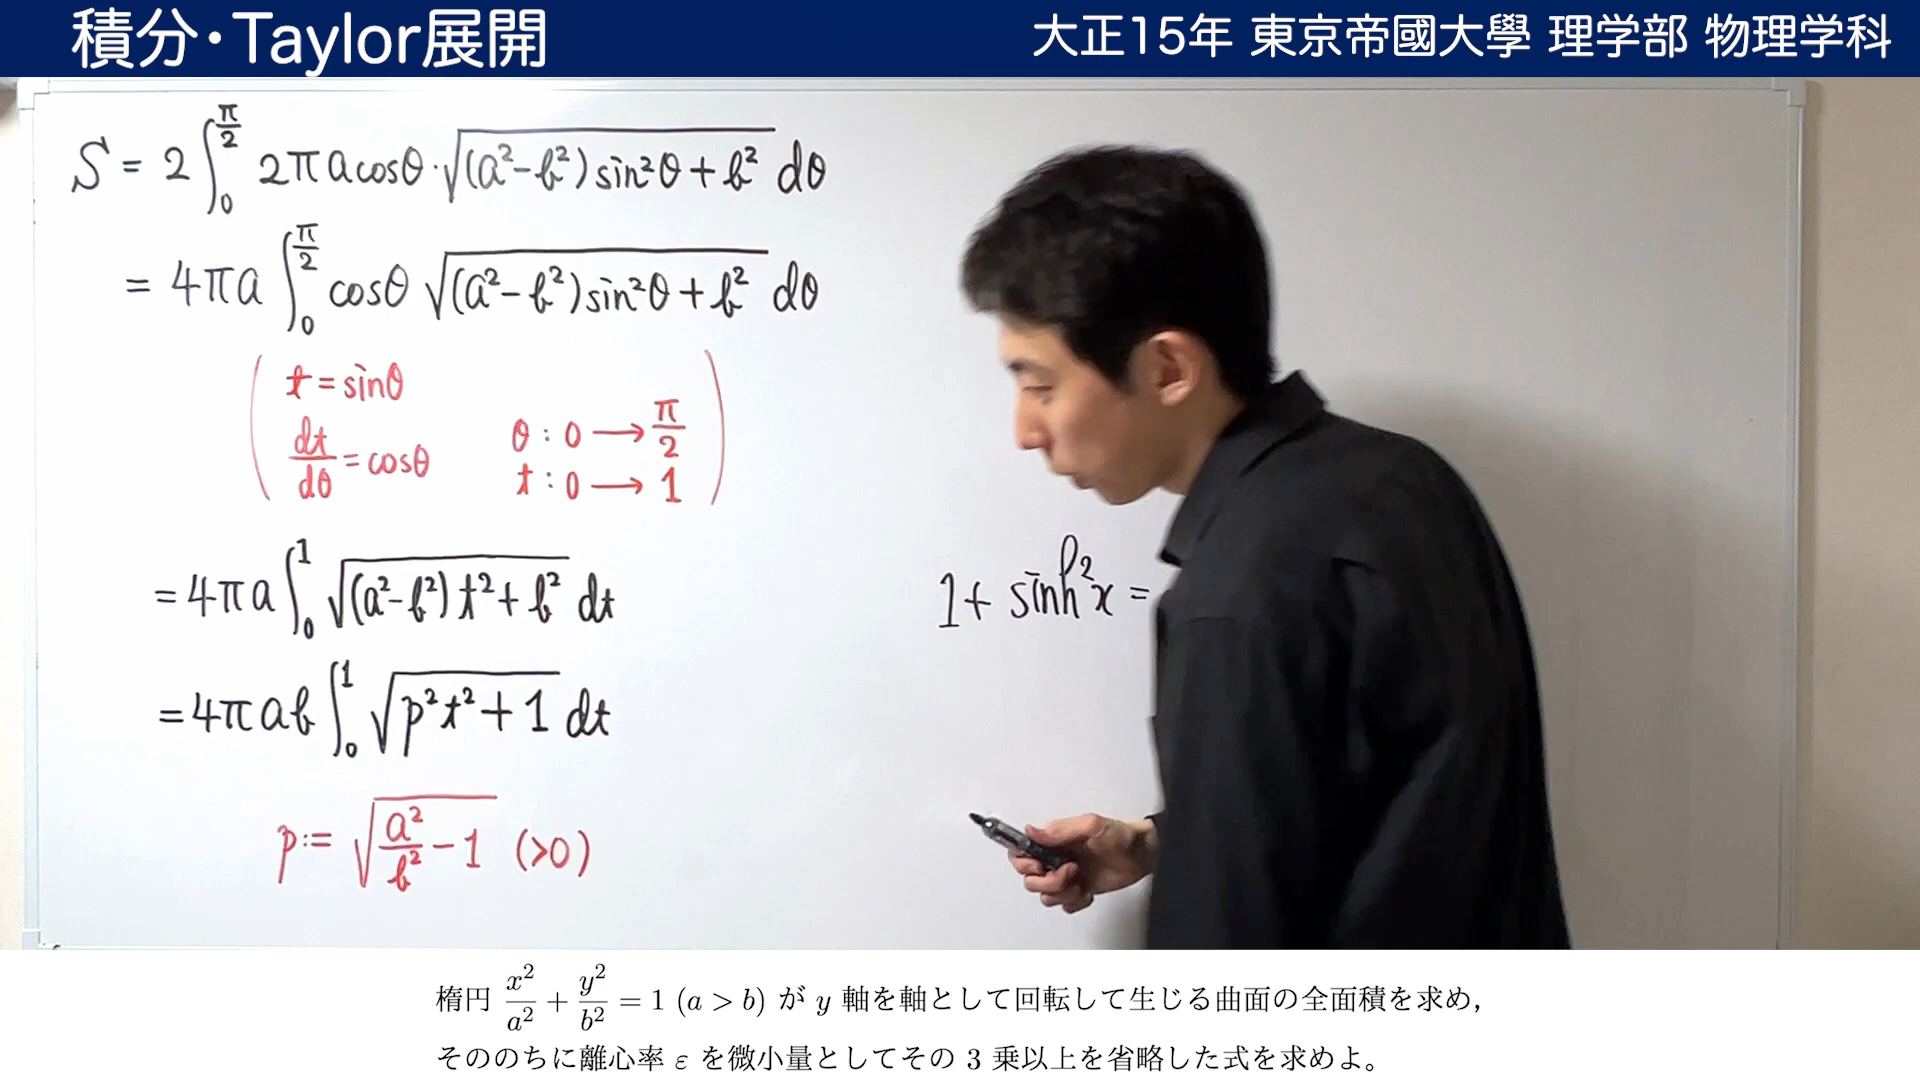 積分・Taylor展開
大正15年 東京帝國大學 理学部 物理学科
S = 2∫₀^{π/2} 2πa cosθ·√((a²−b²)sin²θ + b²) dθ
= 4πa ∫₀^{π/2} cosθ √((a²−b²)sin²θ + b²) dθ
t = sinθ
dt/dθ = cosθ
θ : 0 → π/2
t : 0 → 1
= 4πa ∫₀¹ √((a²−b²)t² + b²) dt
= 4πab ∫₀¹ √(p²t² + 1) dt
p := √(a²/b² − 1) (>0)
1 + sinh²x =
楕円 x²/a² + y²/b² = 1 (a > b) が y 軸を軸として回転して生じる曲面の全面積を求め，
そののちに離心率 ε を微小量としてその 3 乗以上を省略した式を求めよ。